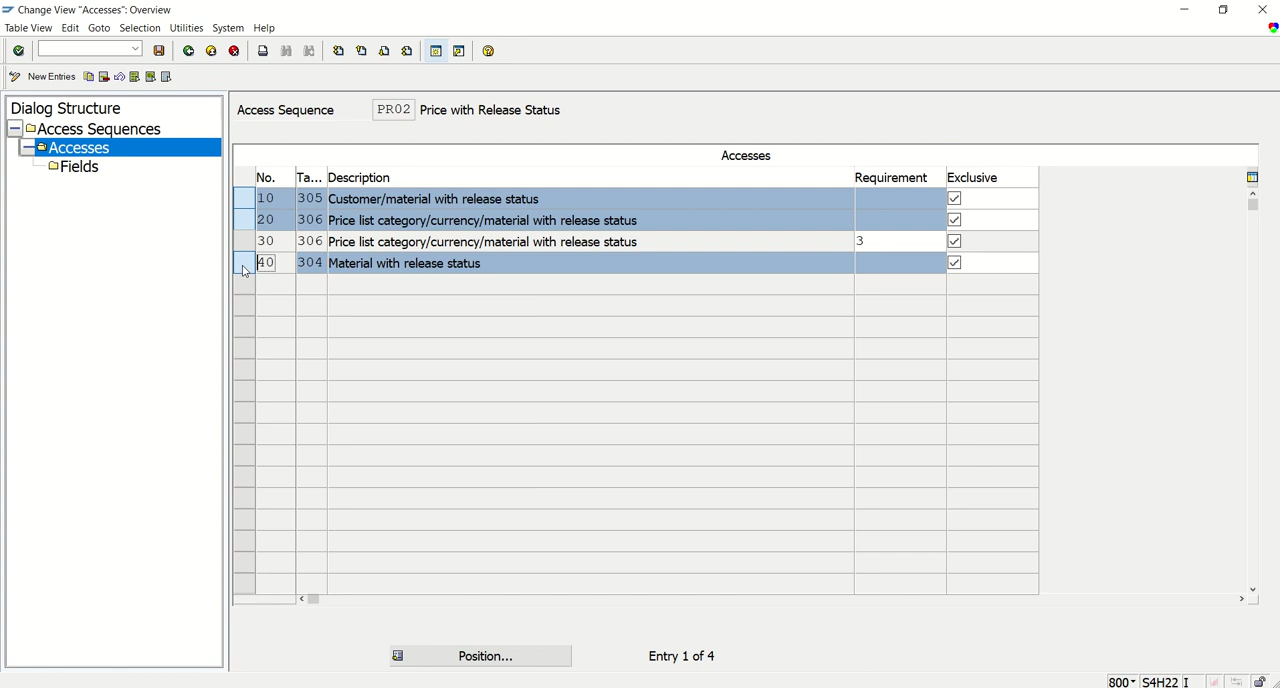 Change View "Accesses": Overview
Table View Edit Goto Selection Utilities System Help
New Entries
Dialog Structure
Access Sequences
Accesses
Fields
Access Sequence PR02 Price with Release Status
Accesses
No. Ta... Description Requirement Exclusive
10 305 Customer/material with release status
20 306 Price list category/currency/material with release status
30 306 Price list category/currency/material with release status 3
40 304 Material with release status
Position... Entry 1 of 4
800 S4H22 I